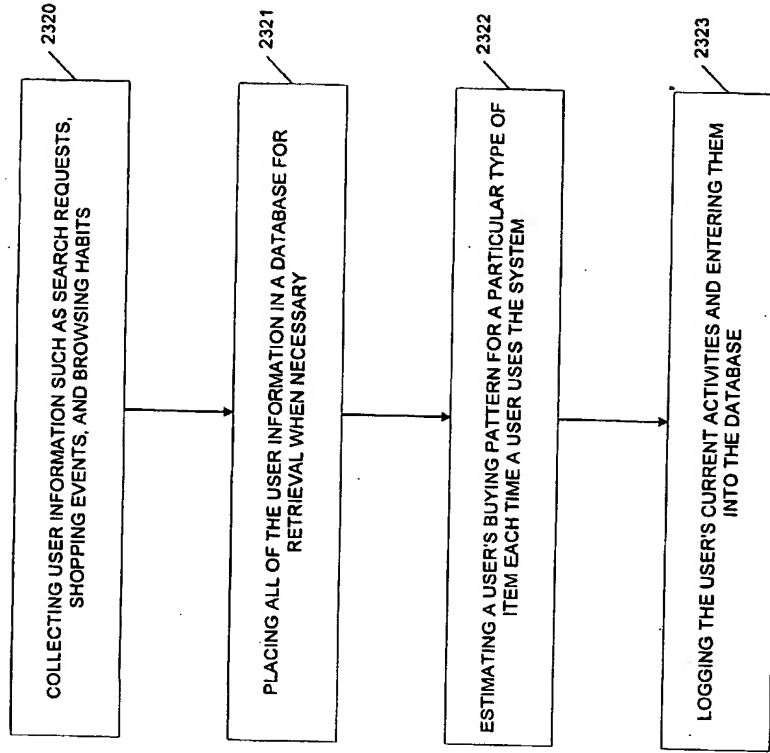 2320
COLLECTING USER INFORMATION SUCH AS SEARCH REQUESTS,
SHOPPING EVENTS, AND BROWSING HABITS
2321
PLACING ALL OF THE USER INFORMATION IN A DATABASE FOR
RETRIEVAL WHEN NECESSARY
2322
ESTIMATING A USER'S BUYING PATTERN FOR A PARTICULAR TYPE OF
ITEM EACH TIME A USER USES THE SYSTEM
2323
LOGGING THE USER'S CURRENT ACTIVITIES AND ENTERING THEM
INTO THE DATABASE